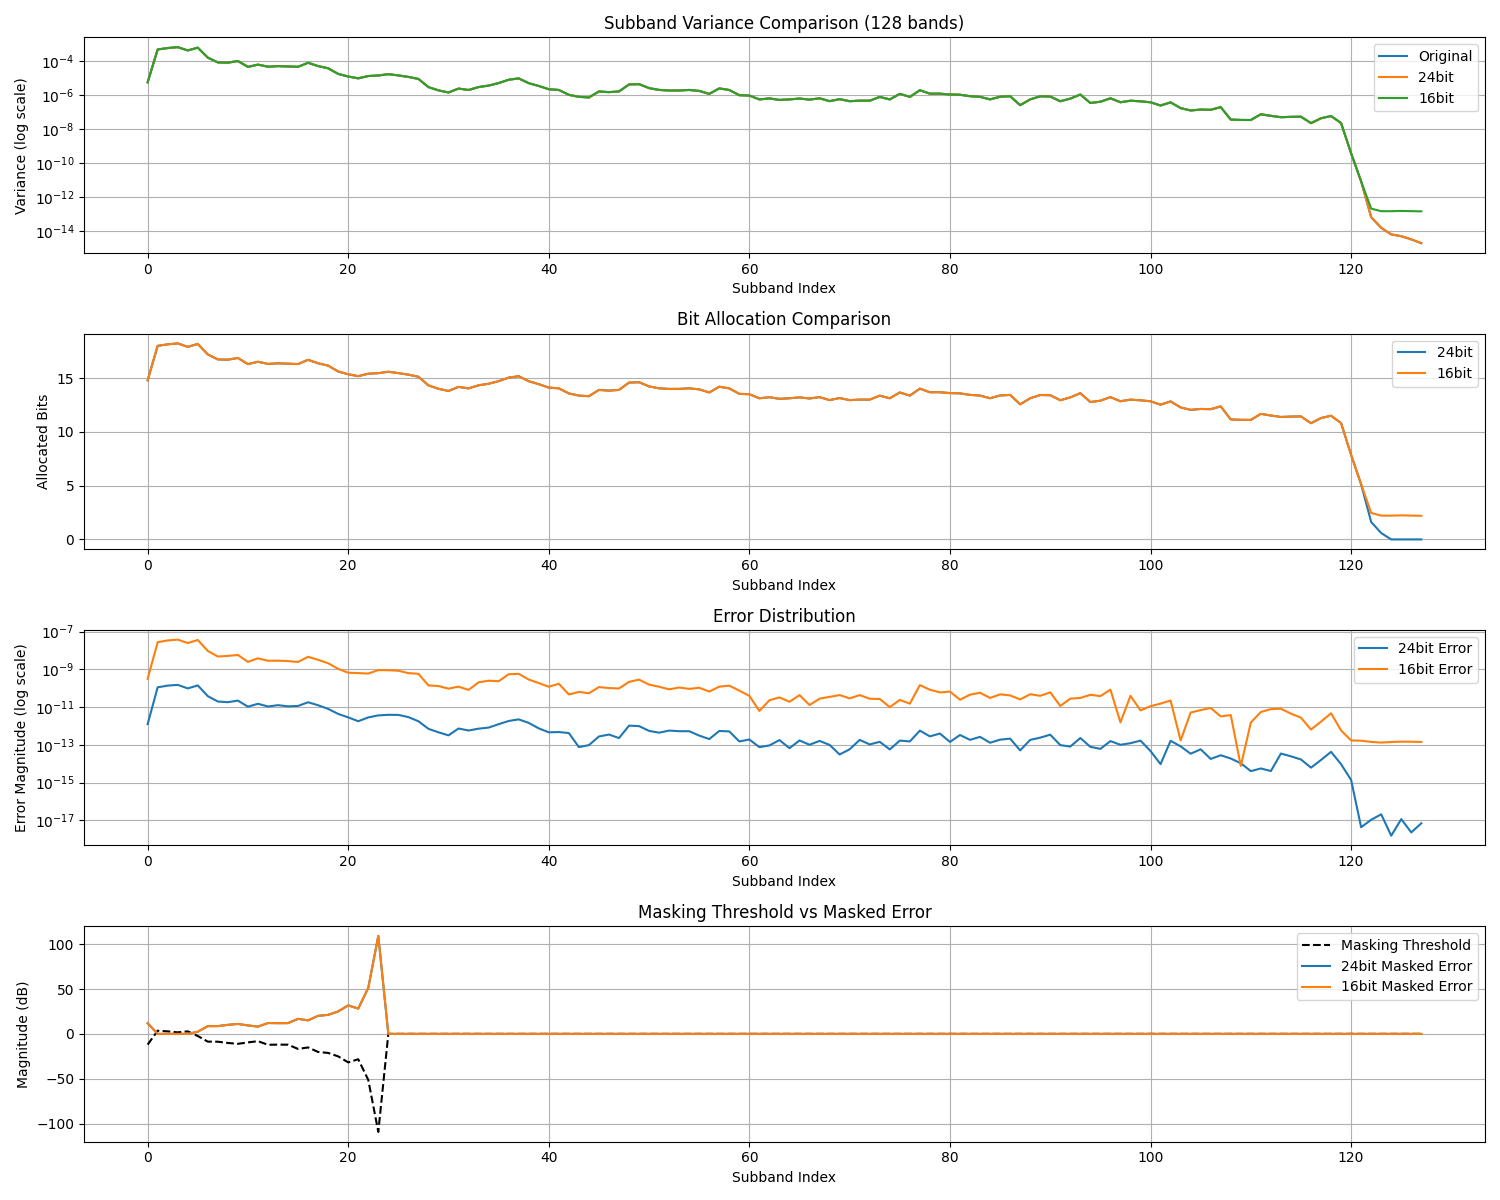 Subband Variance Comparison (128 bands)
Variance (log scale)
10⁻⁴
10⁻⁶
10⁻⁸
10⁻¹⁰
10⁻¹²
10⁻¹⁴
Original
24bit
16bit
0 20 40 60 80 100 120
Subband Index
Bit Allocation Comparison
Allocated Bits
15
10
5
0
24bit
16bit
0 20 40 60 80 100 120
Subband Index
Error Distribution
Error Magnitude (log scale)
10⁻⁷
10⁻⁹
10⁻¹¹
10⁻¹³
10⁻¹⁵
10⁻¹⁷
24bit Error
16bit Error
0 20 40 60 80 100 120
Subband Index
Masking Threshold vs Masked Error
Magnitude (dB)
100
50
0
−50
−100
Masking Threshold
24bit Masked Error
16bit Masked Error
0 20 40 60 80 100 120
Subband Index